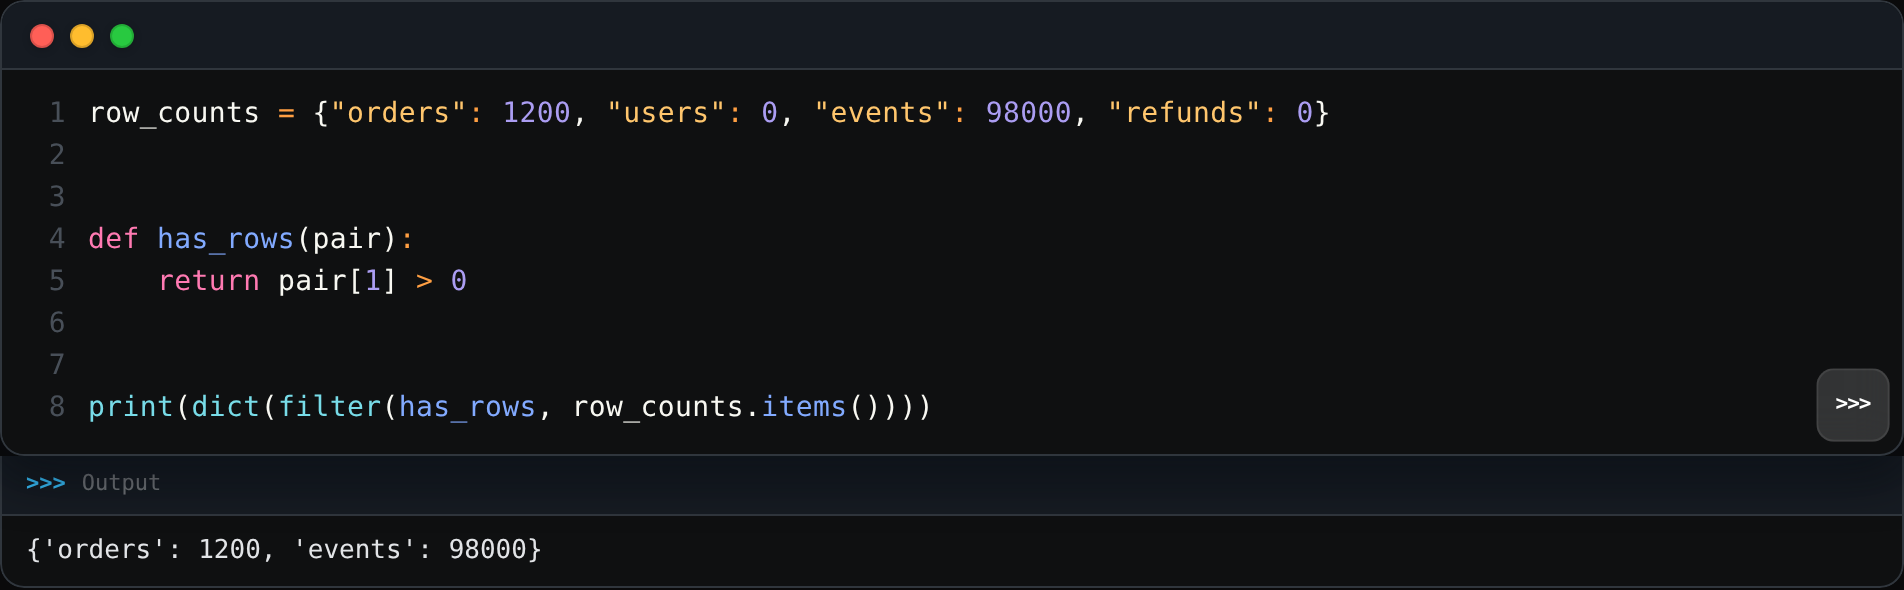 1 row_counts = {"orders": 1200, "users": 0, "events": 98000, "refunds": 0}
2
3
4 def has_rows(pair):
5     return pair[1] > 0
6
7
8 print(dict(filter(has_rows, row_counts.items())))
>>>
>>> Output
{'orders': 1200, 'events': 98000}